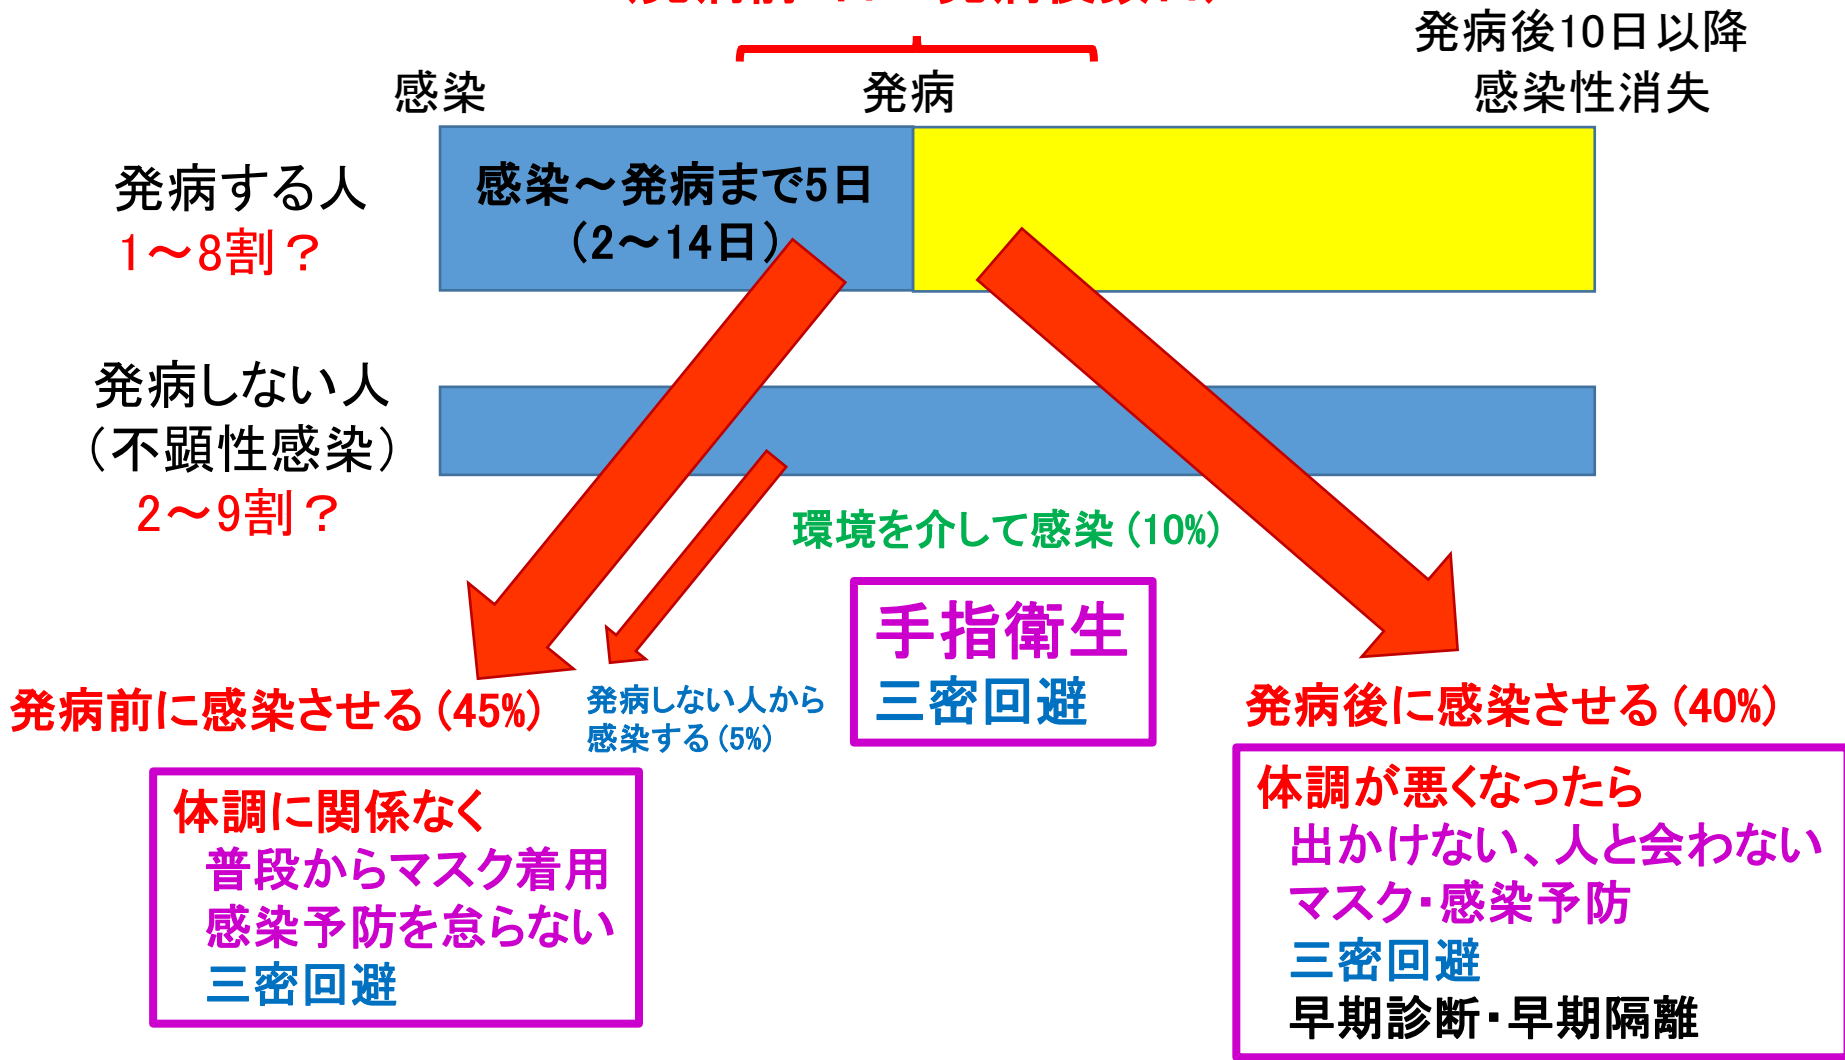 発病後10日以降
感染性消失
感染
発病
発病する人
1～8割？
感染～発病まで5日
（2～14日）
発病しない人
（不顕性感染）
2～9割？
環境を介して感染(10%)
手指衛生
三密回避
発病前に感染させる(45%)
発病しない人から
感染する(5%)
発病後に感染させる(40%)
体調に関係なく
普段からマスク着用
感染予防を怠らない
三密回避
体調が悪くなったら
出かけない、人と会わない
マスク・感染予防
三密回避
早期診断・早期隔離